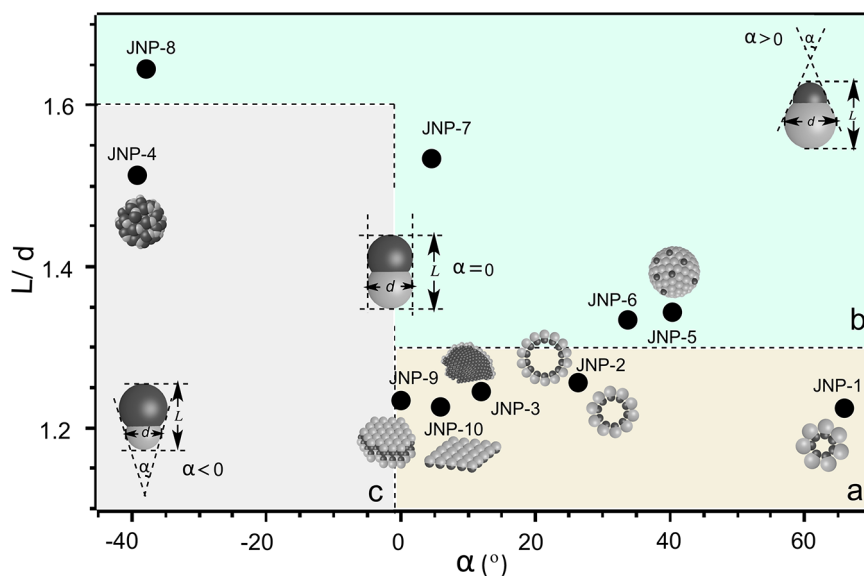 JNP-8
α>0
α
d
L
1.6
JNP-7
JNP-4
L/ d
1.4
d
L
α=0
JNP-6
JNP-5
b
JNP-9
JNP-2
JNP-1
JNP-3
JNP-10
1.2
d
L
α
α<0
c
a
-40
-20
0
20
40
60
α (°)